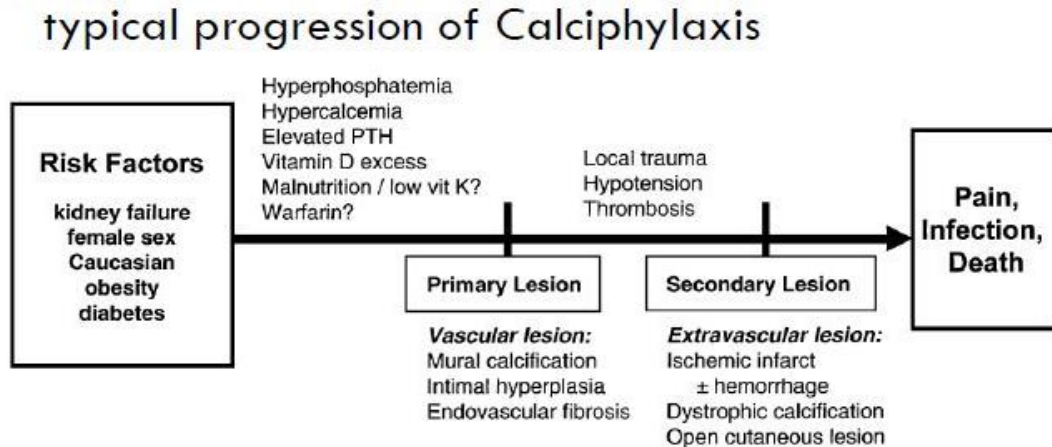 typical progression of Calciphylaxis
Risk Factors
kidney failure
female sex
Caucasian
obesity
diabetes
Hyperphosphatemia
Hypercalcemia
Elevated PTH
Vitamin D excess
Malnutrition / low vit K?
Warfarin?
Primary Lesion
Vascular lesion:
Mural calcification
Intimal hyperplasia
Endovascular fibrosis
Local trauma
Hypotension
Thrombosis
Secondary Lesion
Extravascular lesion:
Ischemic infarct
± hemorrhage
Dystrophic calcification
Open cutaneous lesion
Pain,
Infection,
Death